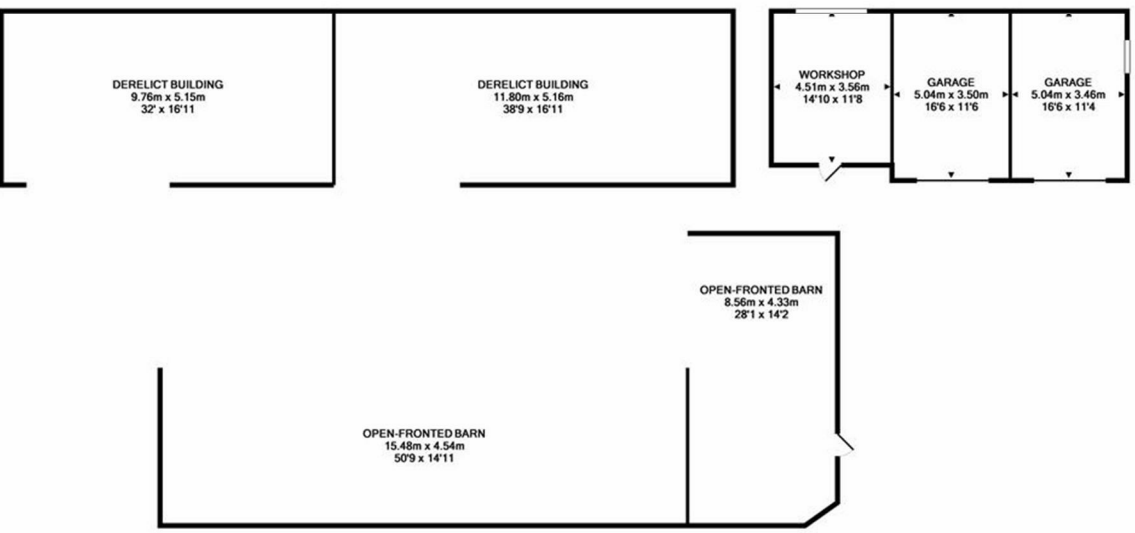 DERELICT BUILDING
9.76m x 5.15m
32' x 16'11
DERELICT BUILDING
11.80m x 5.16m
38'9 x 16'11
WORKSHOP
4.51m x 3.56m
14'10 x 11'8
GARAGE
5.04m x 3.50m
16'6 x 11'6
GARAGE
5.04m x 3.46m
16'6 x 11'4
OPEN-FRONTED BARN
8.56m x 4.33m
28'1 x 14'2
OPEN-FRONTED BARN
15.48m x 4.54m
50'9 x 14'11